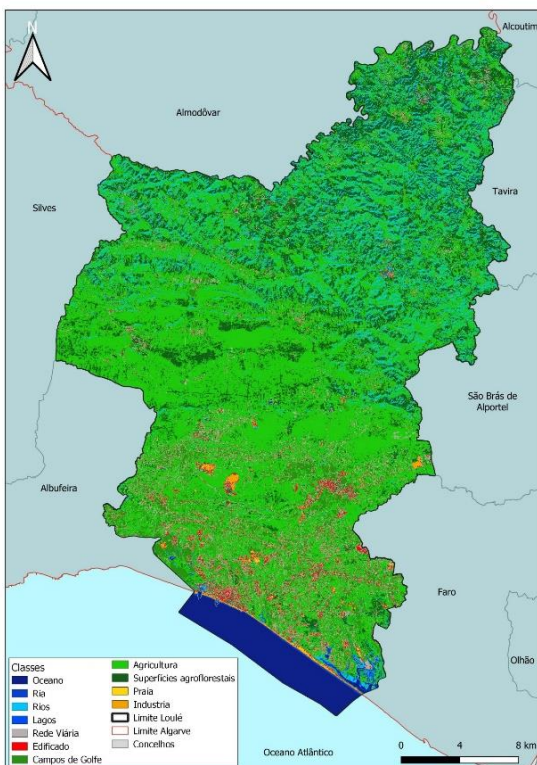 N
Alcoutim
Almodôvar
Silves
Tavira
São Brás de
Alportel
Albufeira
Faro
Olhão
Classes
Oceano
Ria
Rios
Lagos
Rede Viária
Edificado
Campos de Golfe
Agricultura
Superfícies agroflorestais
Praia
Industria
Limite Loulé
Limite Algarve
Concelhos
Oceano Atlântico
0 4 8 km